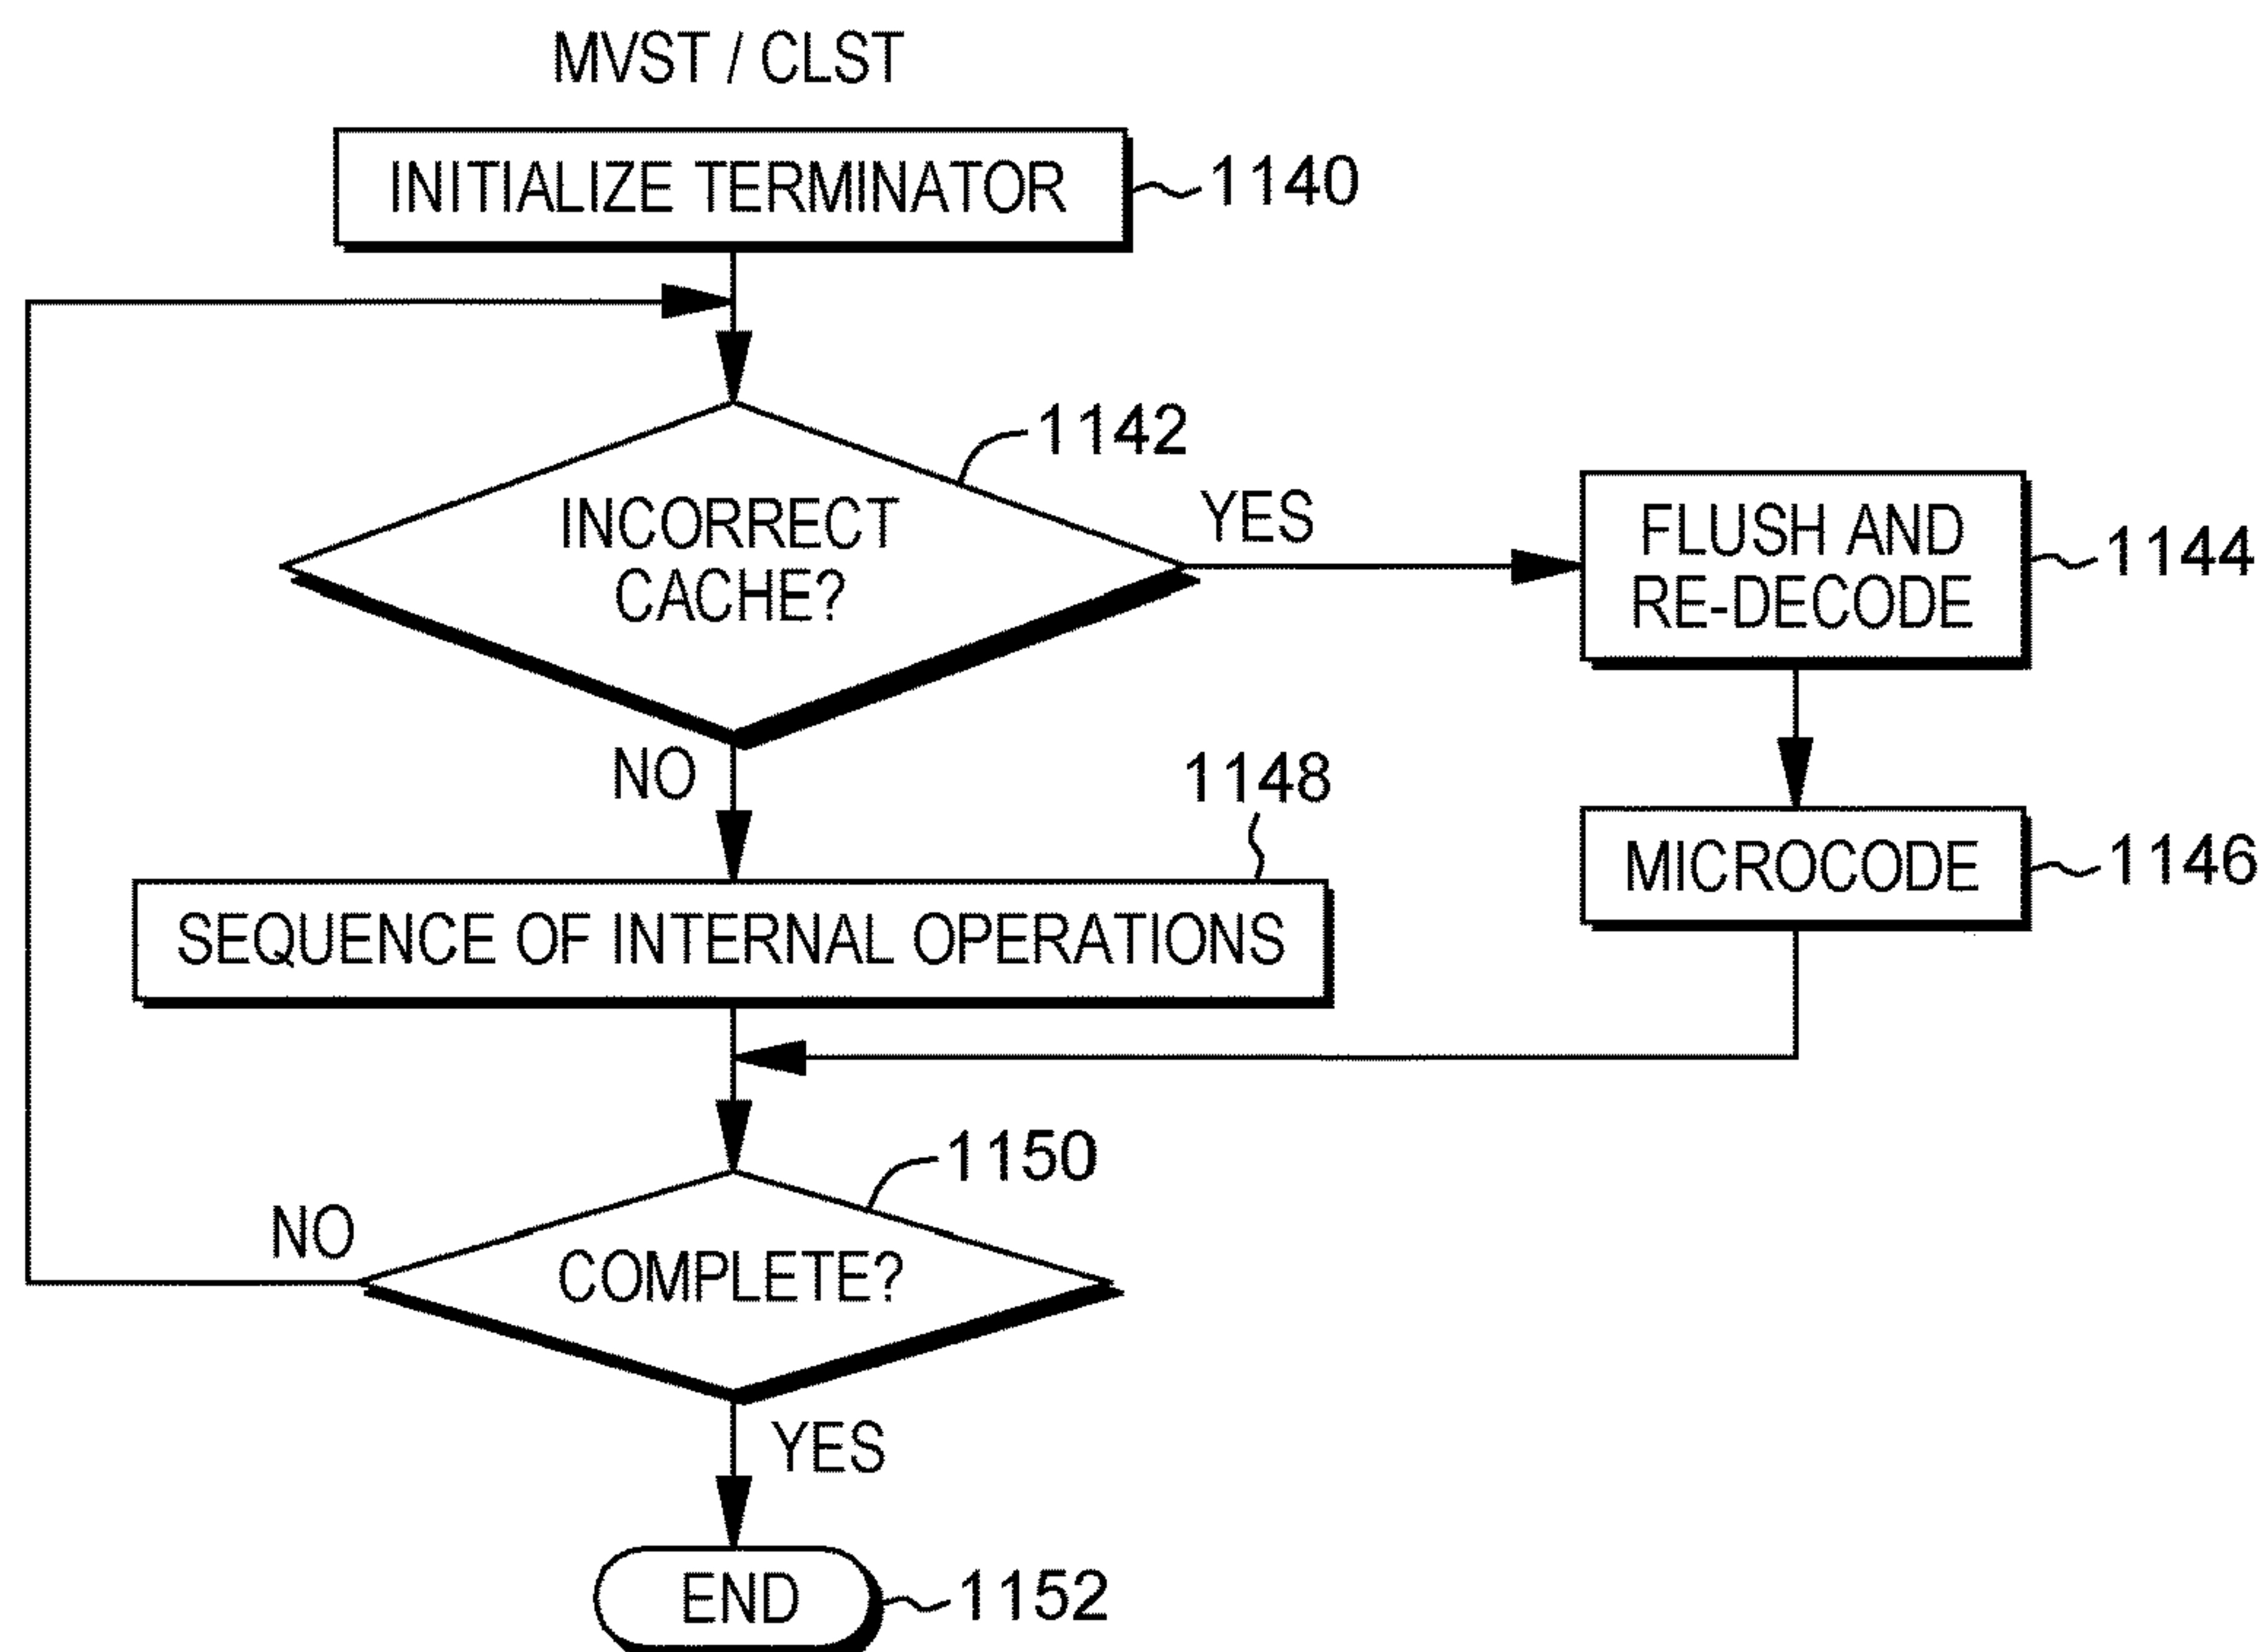 MVST / CLST
INITIALIZE TERMINATOR
1140
1142
INCORRECT
CACHE?
YES
FLUSH AND
RE-DECODE
1144
NO
1148
MICROCODE
1146
SEQUENCE OF INTERNAL OPERATIONS
1150
NO
COMPLETE?
YES
END
1152